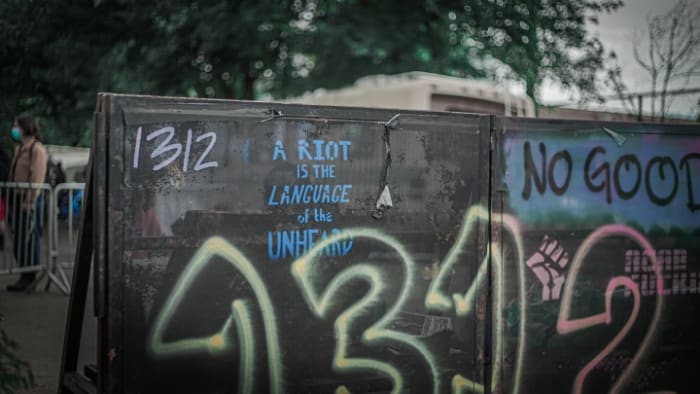 1312
A RIOT
IS THE
LANGUAGE
of the
UNHEARD
NO GOOD
1312